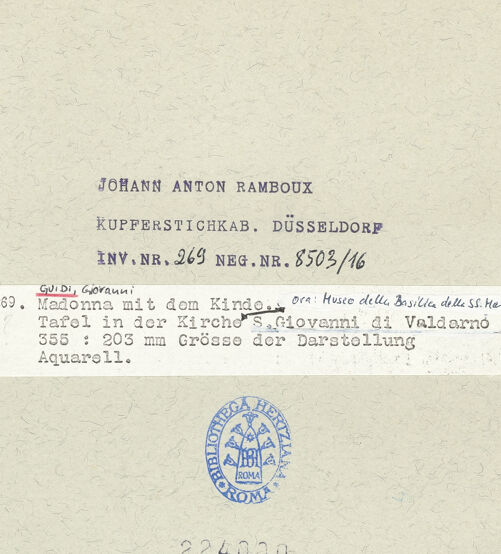 JOHANN ANTON RAMBOUX
KUPFERSTICHKAB. DÜSSELDORF
INV.NR. 269 NEG.NR. 8503/16
GUIDI, Giovanni
69. Madonna mit dem Kinde. ora: Museo della Basilica della SS. Ma
Tafel in der Kirche S.Giovanni di Valdarno
355 : 203 mm Grösse der Darstellung
Aquarell.
BIBLIOTHECA HERTZIANA
BH
ROMA
ROMA